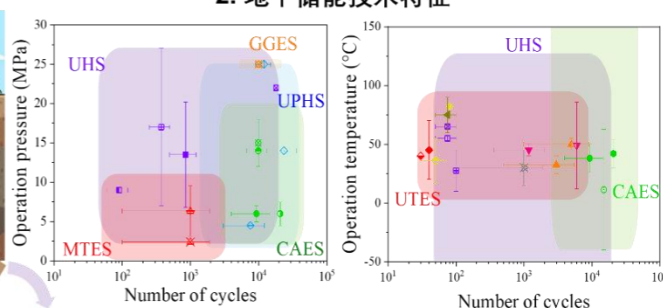 2. 地下储能技术特征
Operation pressure (MPa)
30
25
20
15
10
5
0
UHS
GGES
UPHS
MTES
CAES
10¹
10²
10³
10⁴
10⁵
Number of cycles
Operation temperature (°C)
150
100
50
0
-50
UHS
UTES
CAES
10¹
10²
10³
10⁴
Number of cycles